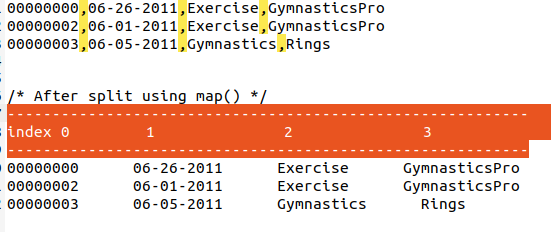 00000000,06-26-2011,Exercise,GymnasticsPro
00000002,06-01-2011,Exercise,GymnasticsPro
00000003,06-05-2011,Gymnastics,Rings
/* After split using map() */
------------------------------------------------------------
index 0 1 2 3
------------------------------------------------------------
00000000 06-26-2011 Exercise GymnasticsPro
00000002 06-01-2011 Exercise GymnasticsPro
00000003 06-05-2011 Gymnastics Rings